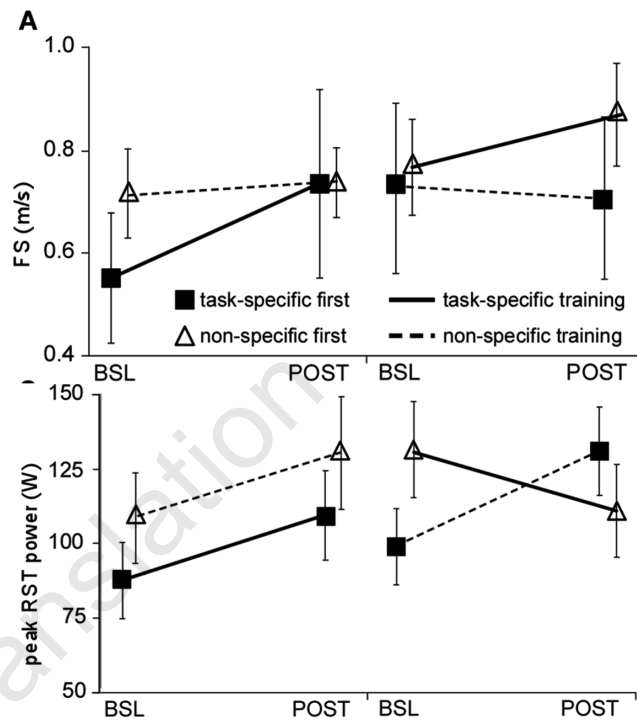 A
1.0
0.8
0.6
0.4
FS (m/s)
task-specific first
task-specific training
non-specific first
non-specific training
BSL
POST
BSL
POST
150
125
100
75
50
peak RST power (W)
BSL
POST
BSL
POST